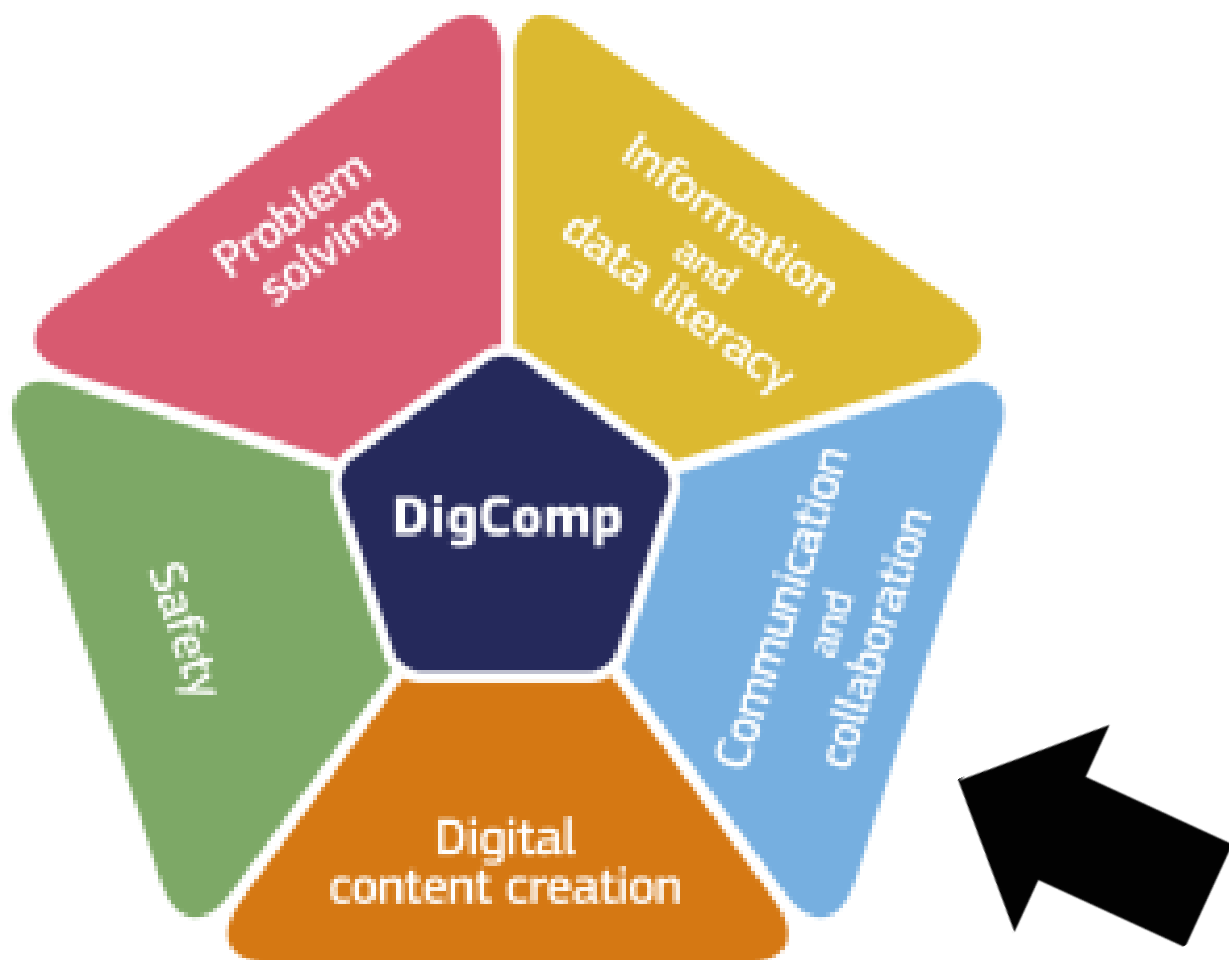 Problem
solving
Information
and
data literacy
DigComp
Safety
Communication
and
collaboration
Digital
content creation